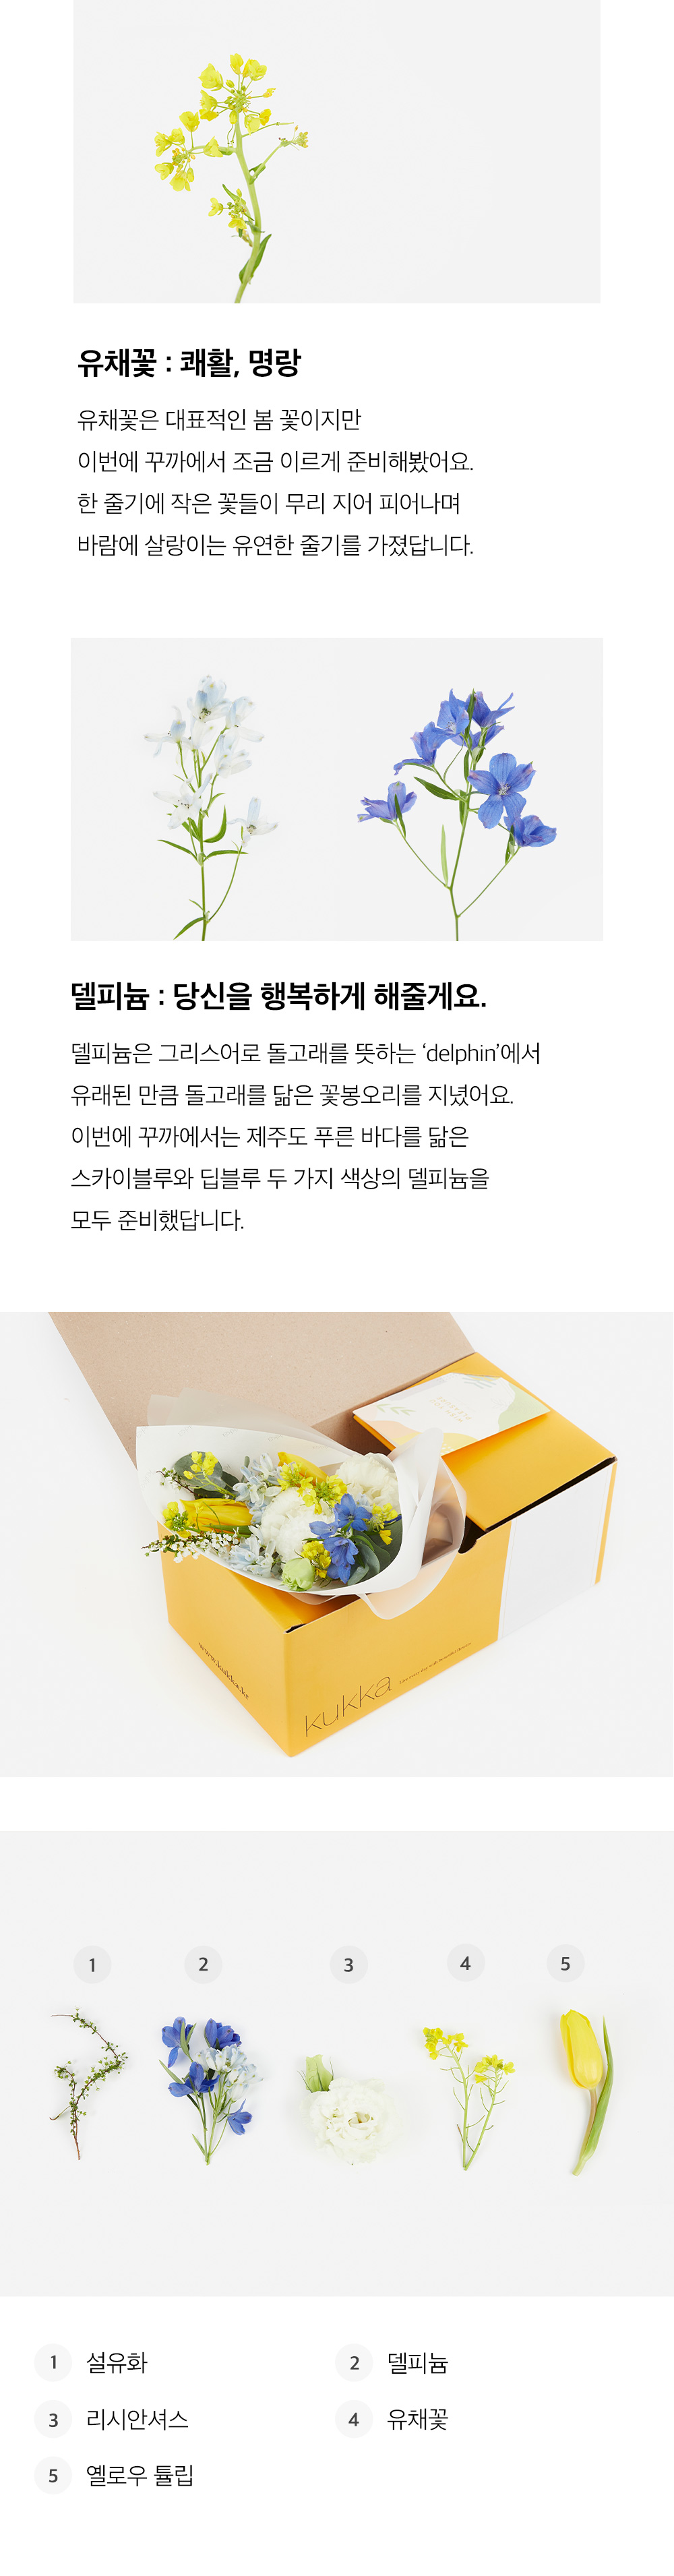 유채꽃 : 쾌활, 명랑
유채꽃은 대표적인 봄 꽃이지만
이번에 꾸까에서 조금 이르게 준비해봤어요.
한 줄기에 작은 꽃들이 무리 지어 피어나며
바람에 살랑이는 유연한 줄기를 가졌답니다.
델피늄 : 당신을 행복하게 해줄게요.
델피늄은 그리스어로 돌고래를 뜻하는 ‘delphin’에서
유래된 만큼 돌고래를 닮은 꽃봉오리를 지녔어요.
이번에 꾸까에서는 제주도 푸른 바다를 닮은
스카이블루와 딥블루 두 가지 색상의 델피늄을
모두 준비했답니다.
www.kukka.kr
kukka
1 2 3 4 5
1 설유화
2 델피늄
3 리시안셔스
4 유채꽃
5 옐로우 튤립